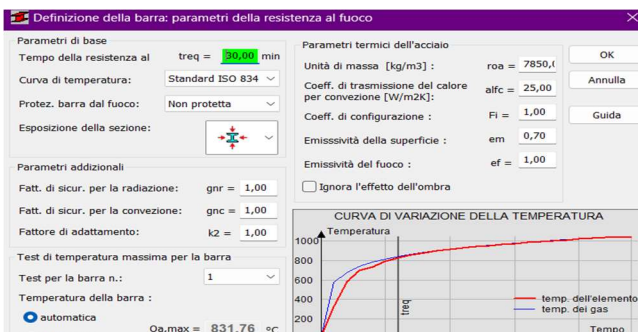 Definizione della barra: parametri della resistenza al fuoco
Parametri di base
Tempo della resistenza al treq = 30,00 min
Curva di temperatura: Standard ISO 834
Protez. barra dal fuoco: Non protetta
Esposizione della sezione:
Parametri addizionali
Fatt. di sicur. per la radiazione: gnr = 1,00
Fatt. di sicur. per la convezione: gnc = 1,00
Fattore di adattamento: k2 = 1,00
Test di temperatura massima per la barra
Test per la barra n.: 1
Temperatura della barra :
automatica
Oa,max = 831.76 °C
Parametri termici dell'acciaio
Unità di massa [kg/m3] : roa = 7850,(
Coeff. di trasmissione del calore
per convezione [W/m2K]: alfc = 25,00
Coeff. di configurazione : Fi = 1,00
Emisssività della superficie : em 0,70
Emissività del fuoco : ef = 1,00
Ignora l'effetto dell'ombra
OK
Annulla
Guida
CURVA DI VARIAZIONE DELLA TEMPERATURA
Temperatura
1000
800
600
400
200
treq
temp. dell'elemento
temp. dei gas
Tempo